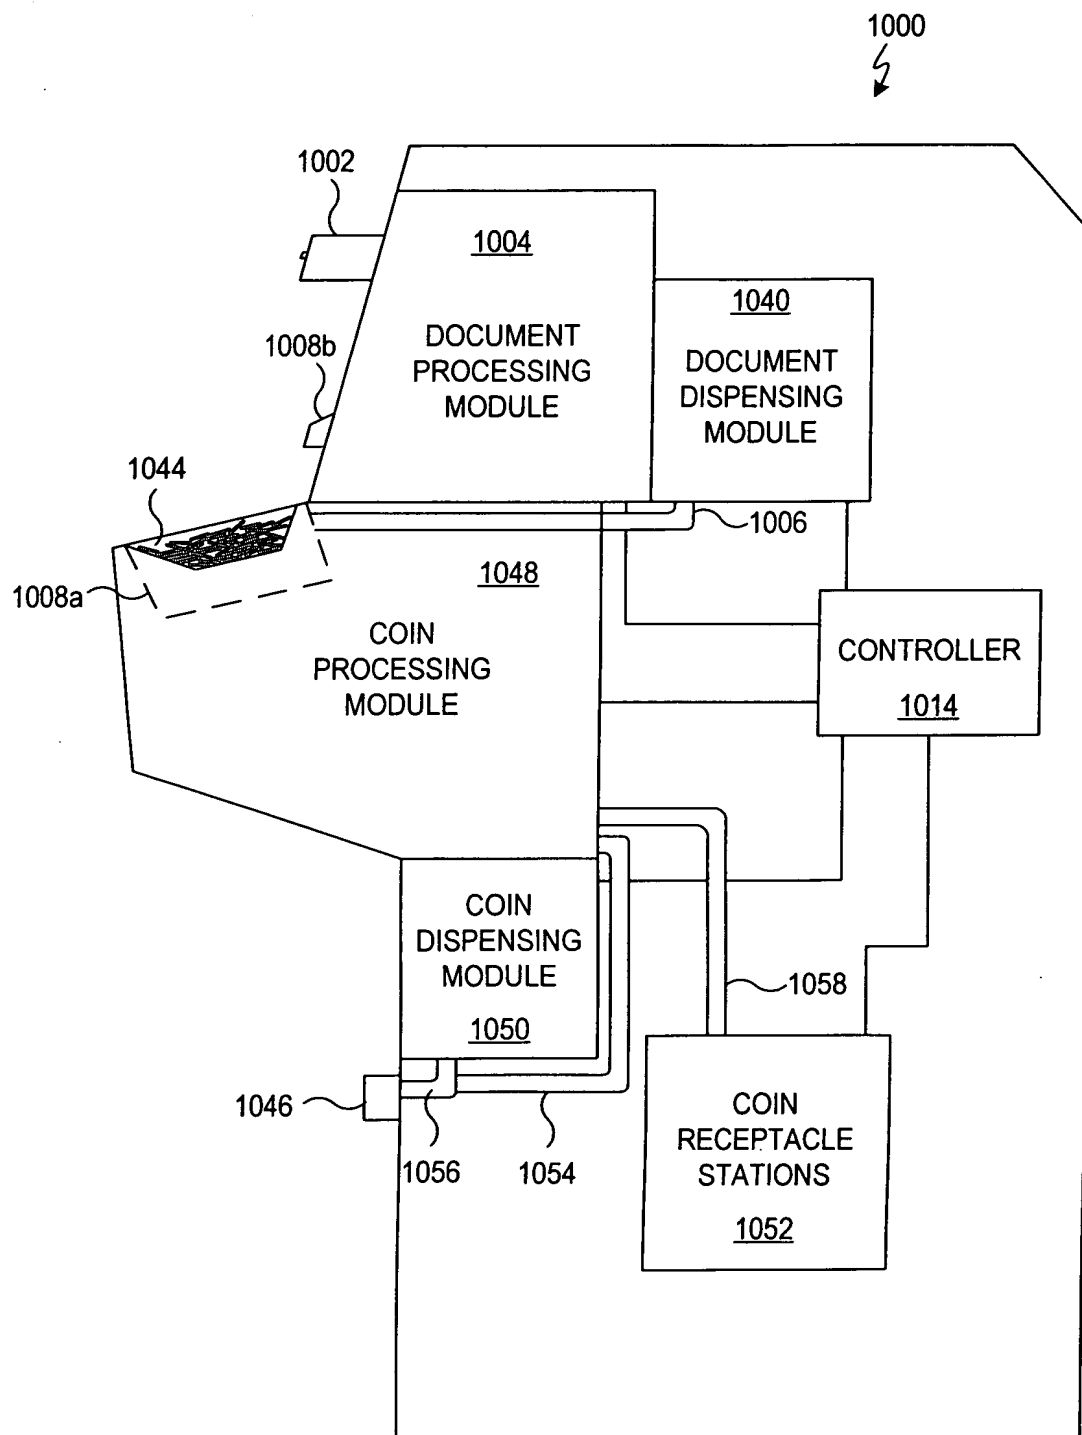 1000
1002
1004
DOCUMENT
PROCESSING
MODULE
1040
DOCUMENT
DISPENSING
MODULE
1008b
1044
1006
1008a
1048
COIN
PROCESSING
MODULE
CONTROLLER
1014
COIN
DISPENSING
MODULE
1050
1058
1046
1056
1054
COIN
RECEPTACLE
STATIONS
1052